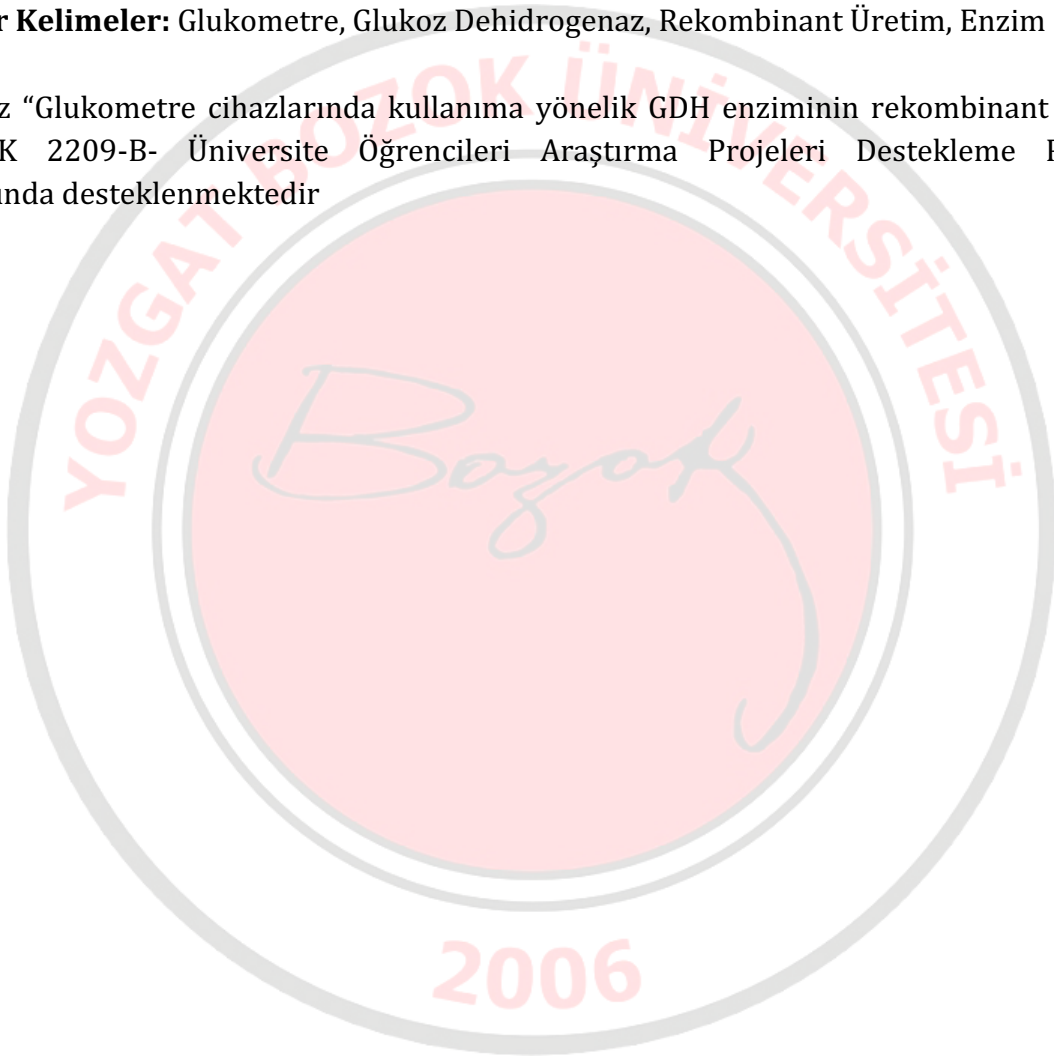 r Kelimeler: Glukometre, Glukoz Dehidrogenaz, Rekombinant Üretim, Enzim
z “Glukometre cihazlarında kullanıma yönelik GDH enziminin rekombinant
K 2209-B- Üniversite Öğrencileri Araştırma Projeleri Destekleme
ında desteklenmektedir
YOZGAT BOZOK ÜNİVERSİTESİ
Bozok
2006